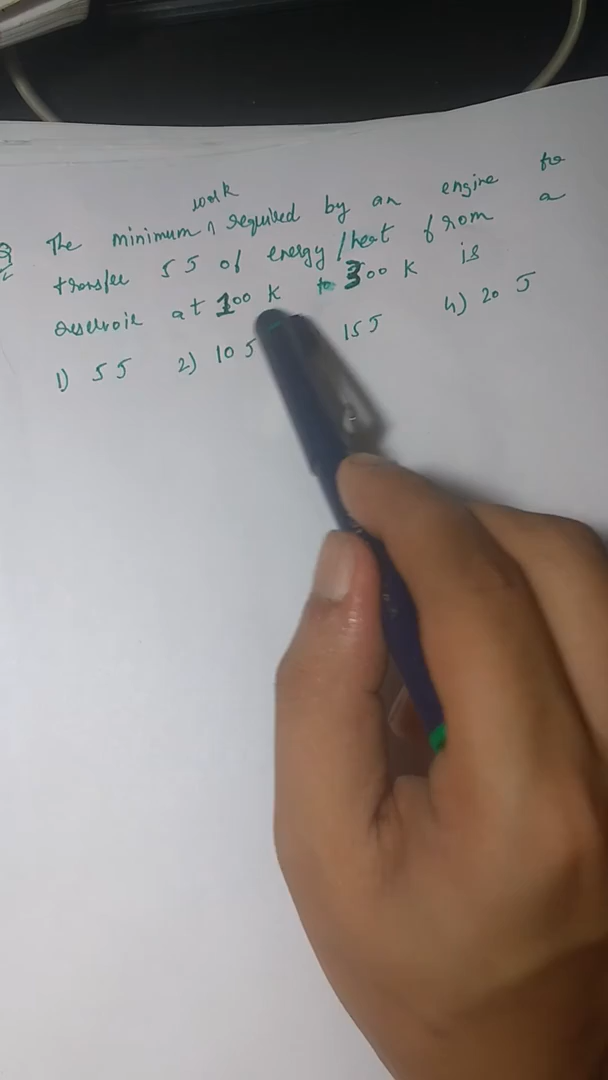 Q The minimum work required by an engine to
transfer 5 J of energy/heat from a
reservoir at 100 K to 300 K is
1) 5 J 2) 10 J 15 J 4) 20 J